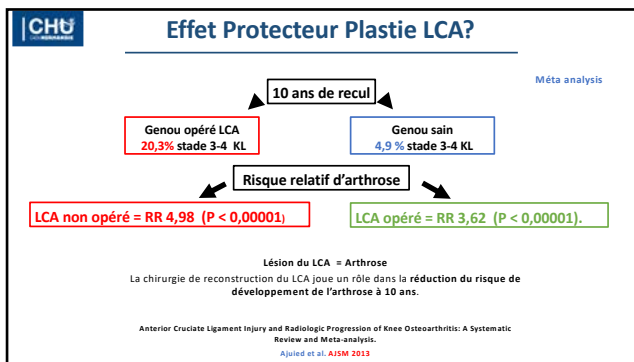 CHU
CAEN NORMANDIE
Effet Protecteur Plastie LCA?
Méta analysis
10 ans de recul
Genou opéré LCA
20,3% stade 3-4 KL
Genou sain
4,9 % stade 3-4 KL
Risque relatif d'arthrose
LCA non opéré = RR 4,98 (P < 0,00001)
LCA opéré = RR 3,62 (P < 0,00001).
Lésion du LCA = Arthrose
La chirurgie de reconstruction du LCA joue un rôle dans la réduction du risque de
développement de l'arthrose à 10 ans.
Anterior Cruciate Ligament Injury and Radiologic Progression of Knee Osteoarthritis: A Systematic
Review and Meta-analysis.
Ajuied et al. AJSM 2013